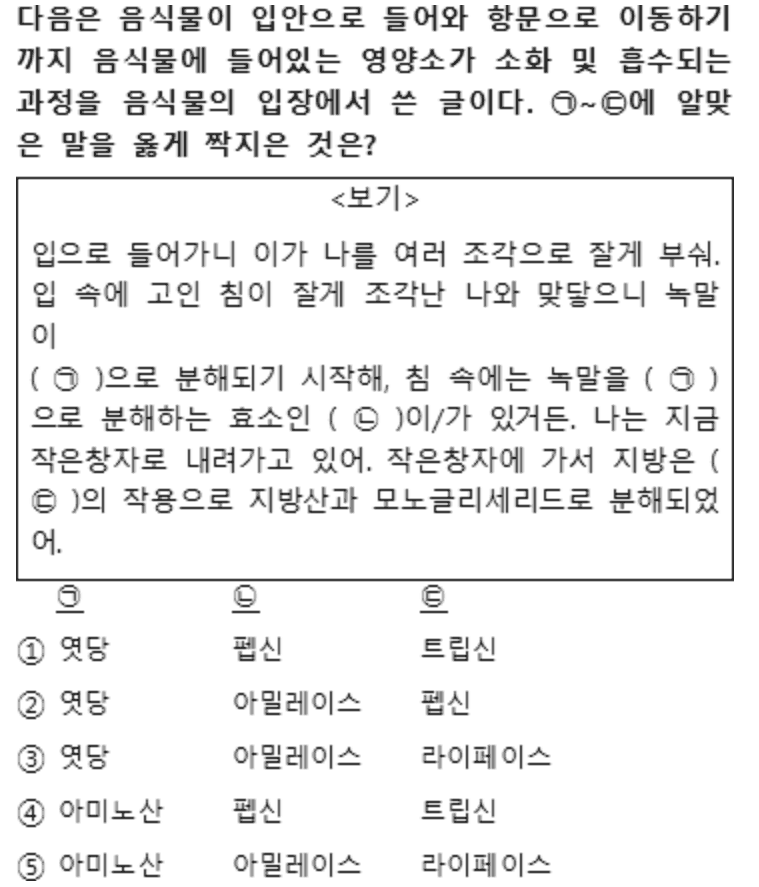 다음은 음식물이 입안으로 들어와 항문으로 이동하기
까지 음식물에 들어있는 영양소가 소화 및 흡수되는
과정을 음식물의 입장에서 쓴 글이다. ㉠~㉢에 알맞
은 말을 옳게 짝지은 것은?
<보기>
입으로 들어가니 이가 나를 여러 조각으로 잘게 부숴.
입 속에 고인 침이 잘게 조각난 나와 맞닿으니 녹말
이
( ㉠ )으로 분해되기 시작해, 침 속에는 녹말을 ( ㉠ )
으로 분해하는 효소인 ( ㉡ )이/가 있거든. 나는 지금
작은창자로 내려가고 있어. 작은창자에 가서 지방은 (
㉢ )의 작용으로 지방산과 모노글리세리드로 분해되었
어.
㉠ ㉡ ㉢
① 엿당 펩신 트립신
② 엿당 아밀레이스 펩신
③ 엿당 아밀레이스 라이페이스
④ 아미노산 펩신 트립신
⑤ 아미노산 아밀레이스 라이페이스